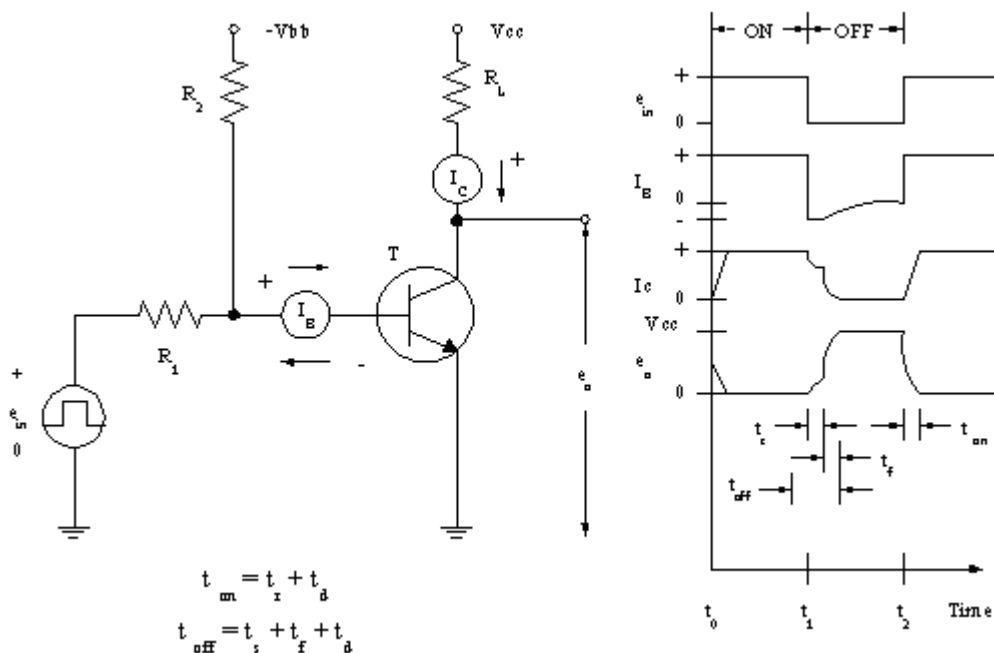 -Vbb
Vcc
R2
RL
IC
+
T
+
IB
-
R1
+
ein
0
eo
ton = tr + td
toff = ts + tf + td
ON
OFF
+
ein
0
+
IB
0
-
+
Ic
0
Vcc
eo
0
ts
ton
tf
toff
t0
t1
t2
Time